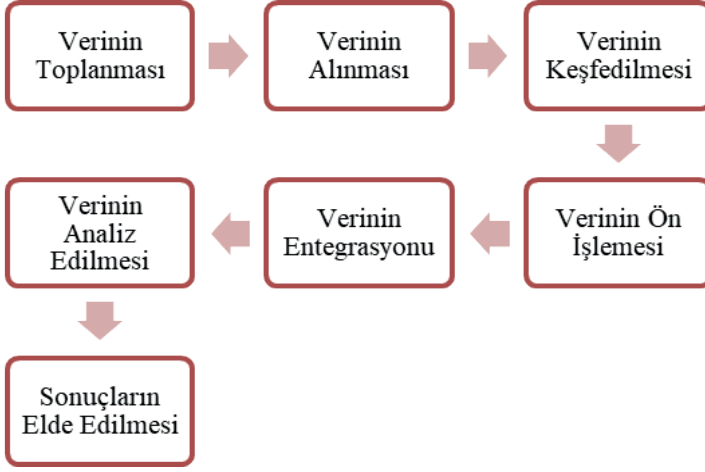 Verinin
Toplanması
Verinin
Alınması
Verinin
Keşfedilmesi
Verinin Ön
İşlemesi
Verinin
Entegrasyonu
Verinin
Analiz
Edilmesi
Sonuçların
Elde Edilmesi